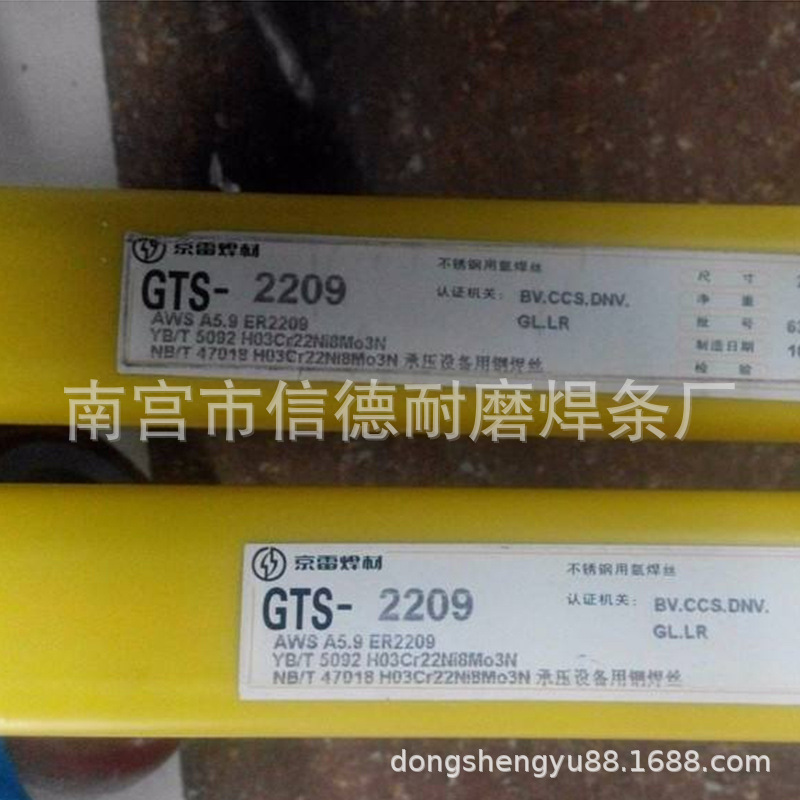 京雷焊材
GTS- 2209
AWS A5.9 ER2209
YB/T 5092 H03Cr22Ni8Mo3N
NB/T 47018 H03Cr22Ni8Mo3N 承压设备用钢焊丝
不锈钢用氩焊丝
认证机关: BV.CCS.DNV.
GL.LR
尺 寸
净 重
批 号
制造日期
检 验
南宫市信德耐磨焊条厂
京雷焊材
GTS- 2209
AWS A5.9 ER2209
YB/T 5092 H03Cr22Ni8Mo3N
NB/T 47018 H03Cr22Ni8Mo3N 承压设备用钢焊丝
不锈钢用氩焊丝
认证机关: BV.CCS.DNV.
GL.LR
dongshengyu88.1688.com